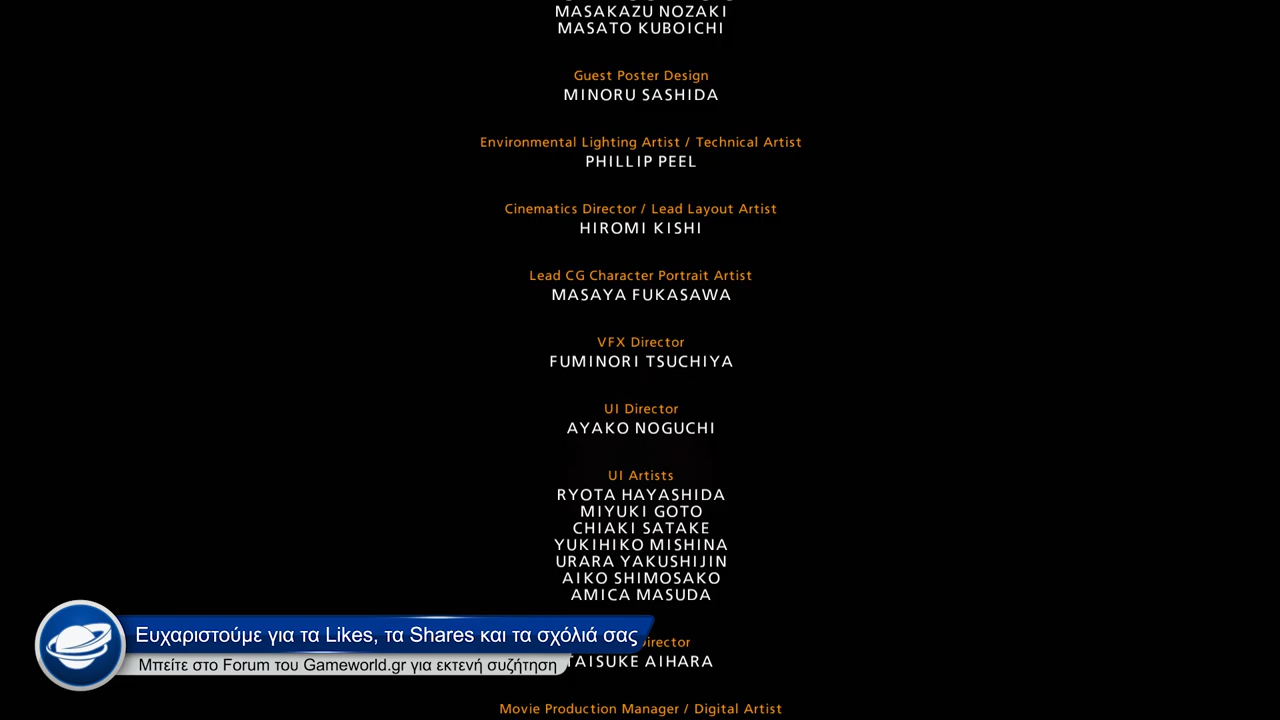 MASAKAZU NOZAKI
MASATO KUBOICHI
Guest Poster Design
MINORU SASHIDA
Environmental Lighting Artist / Technical Artist
PHILLIP PEEL
Cinematics Director / Lead Layout Artist
HIROMI KISHI
Lead CG Character Portrait Artist
MASAYA FUKASAWA
VFX Director
FUMINORI TSUCHIYA
UI Director
AYAKO NOGUCHI
UI Artists
RYOTA HAYASHIDA
MIYUKI GOTO
CHIAKI SATAKE
YUKIHIKO MISHINA
URARA YAKUSHIJIN
AIKO SHIMOSAKO
AMICA MASUDA
Ευχαριστούμε για τα Likes, τα Shares και τα σχόλιά σας
Director
Μπείτε στο Forum του Gameworld.gr για εκτενή συζήτηση
TAISUKE AIHARA
Movie Production Manager / Digital Artist